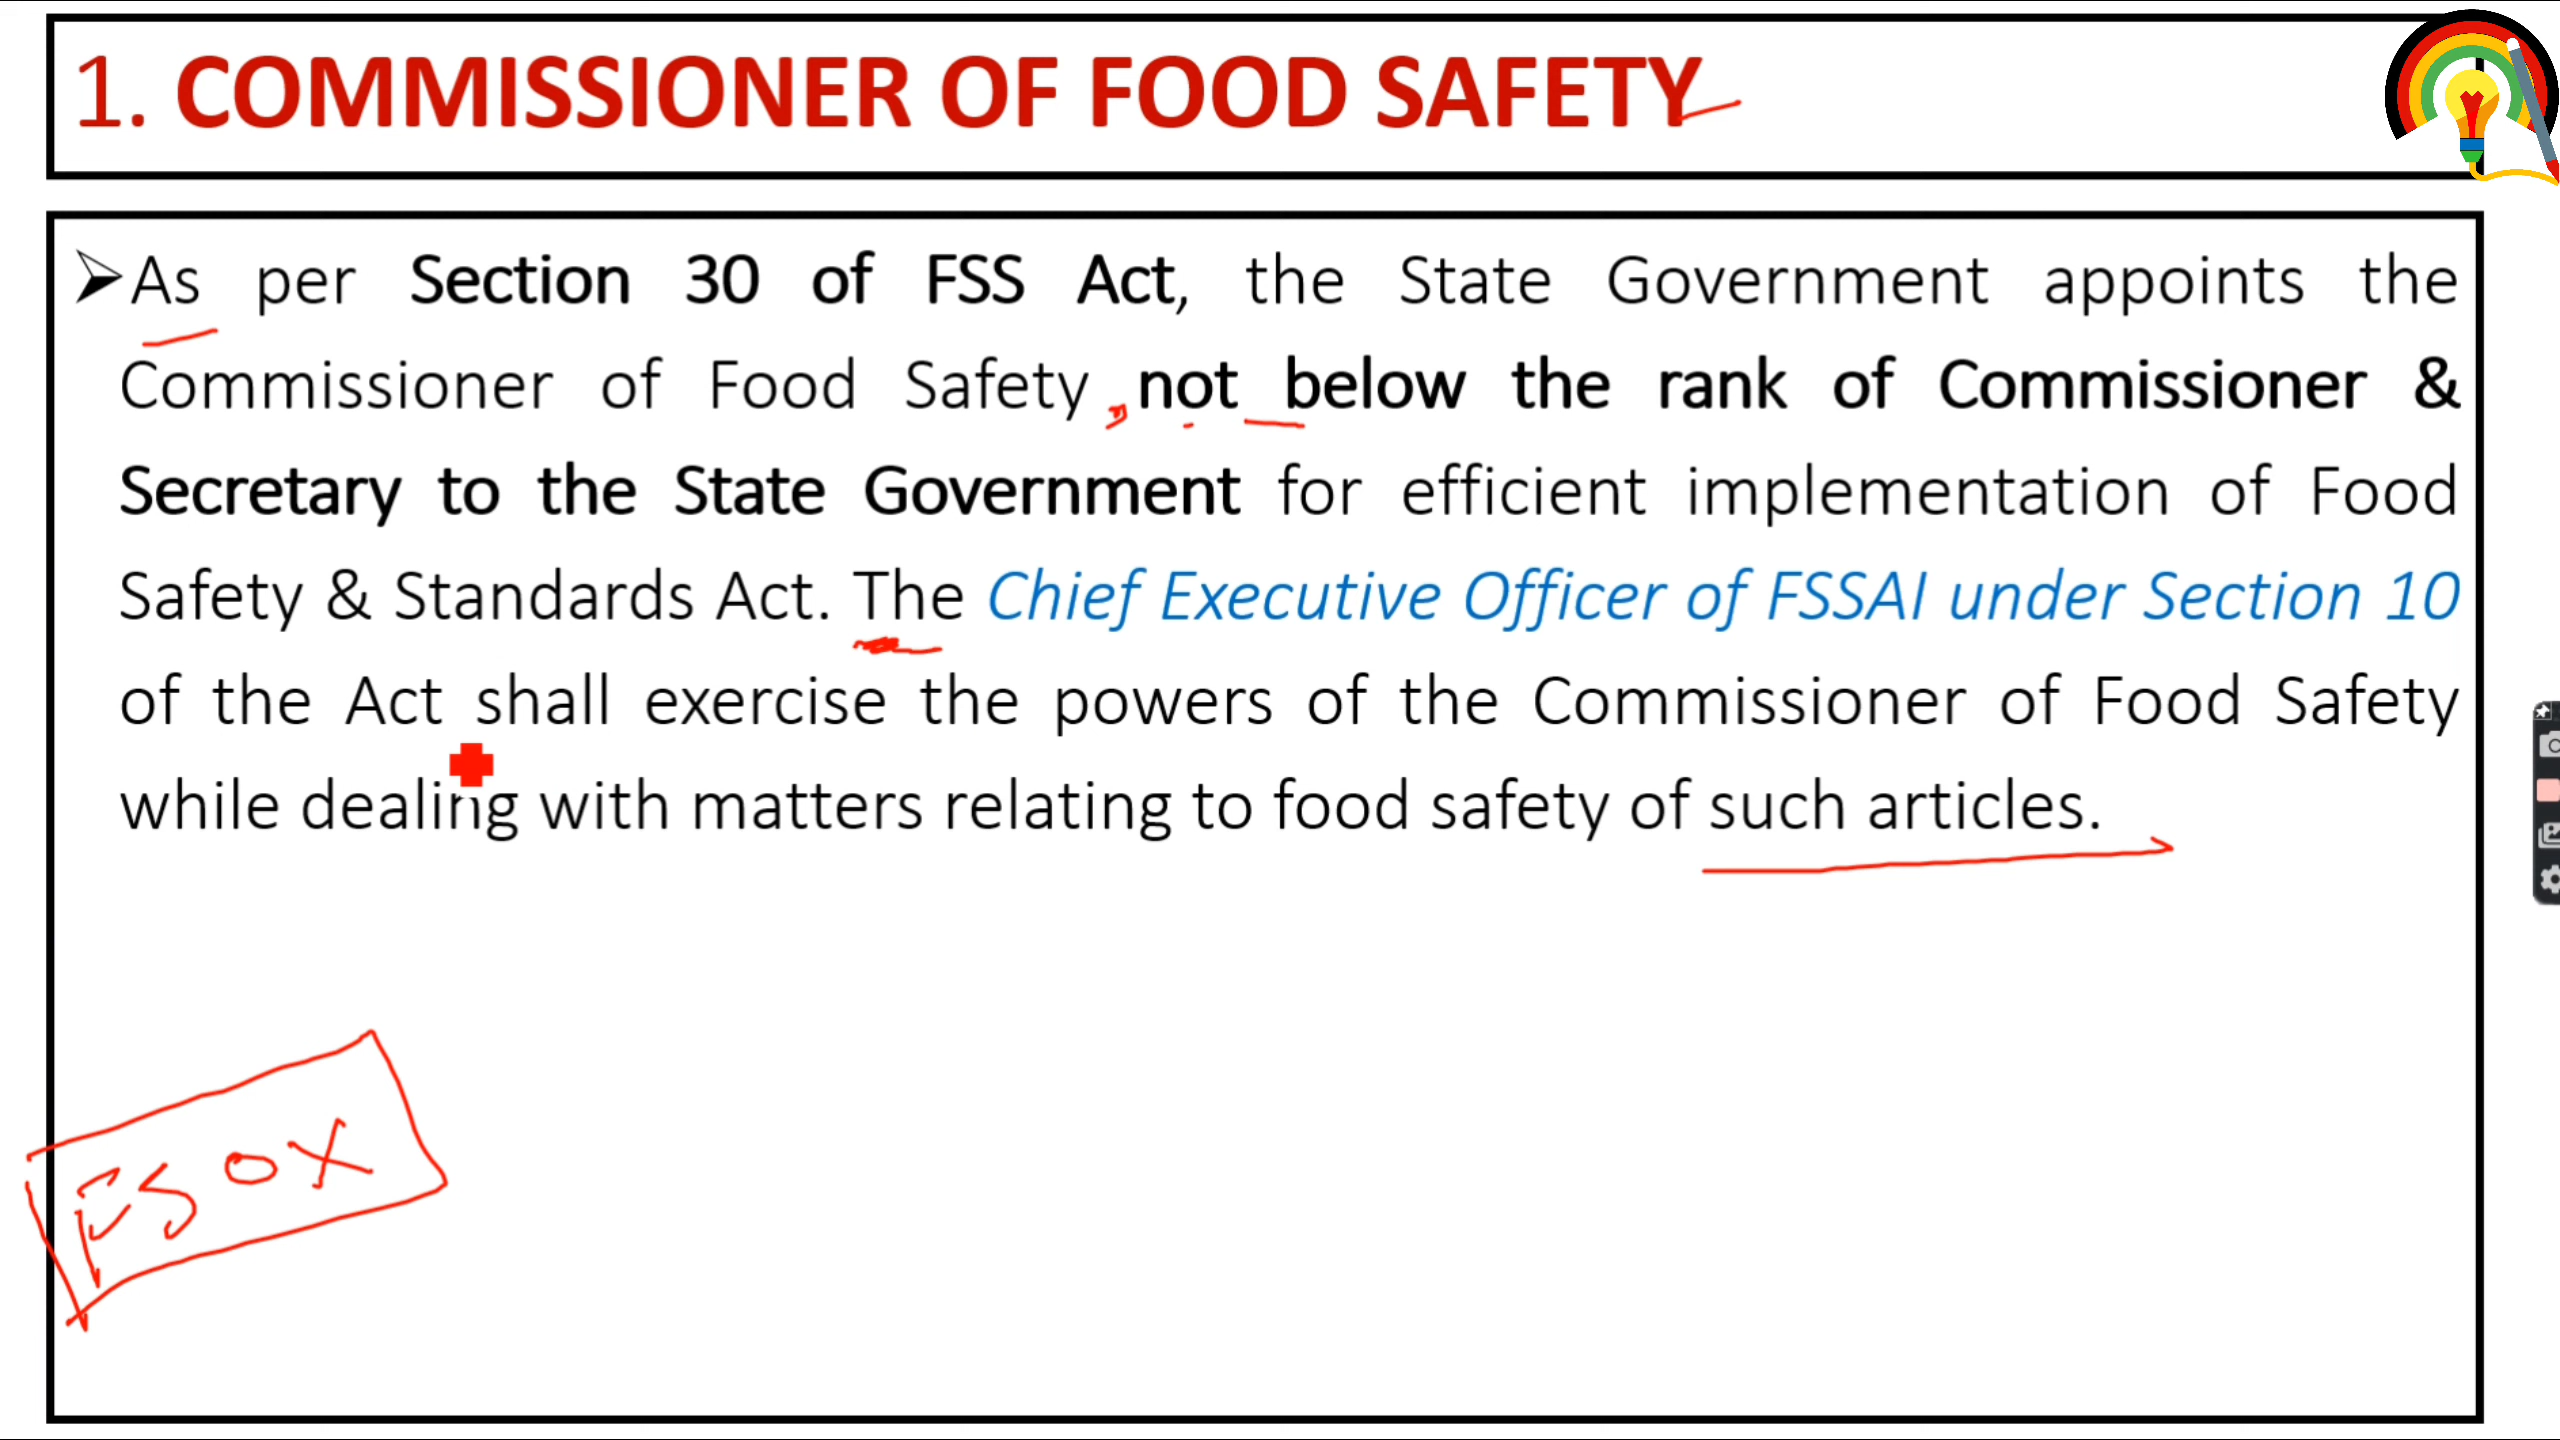 1. COMMISSIONER OF FOOD SAFETY
➢As per Section 30 of FSS Act, the State Government appoints the
Commissioner of Food Safety , not below the rank of Commissioner &
Secretary to the State Government for efficient implementation of Food
Safety & Standards Act. The Chief Executive Officer of FSSAI under Section 10
of the Act shall exercise the powers of the Commissioner of Food Safety
while dealing with matters relating to food safety of such articles.
FSOX